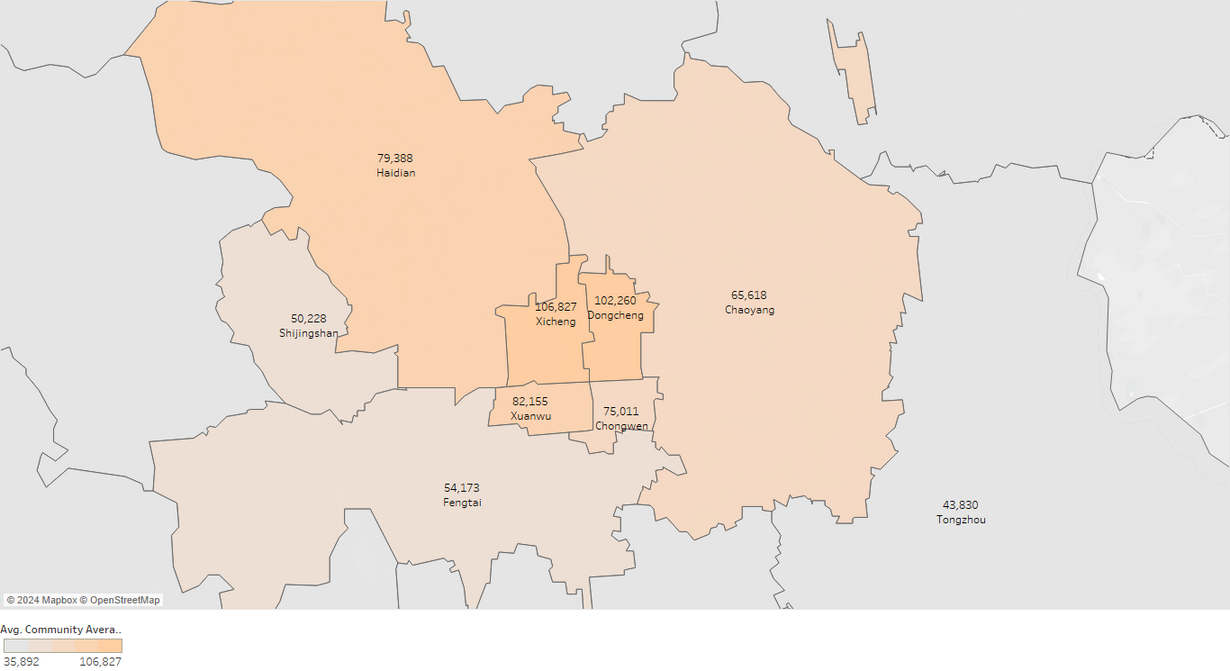 79,388
Haidian
106,827
Xicheng
102,260
Dongcheng
65,618
Chaoyang
50,228
Shijingshan
82,155
Xuanwu
75,011
Chongwen
54,173
Fengtai
43,830
Tongzhou
© 2024 Mapbox © OpenStreetMap
Avg. Community Avera..
35,892 106,827